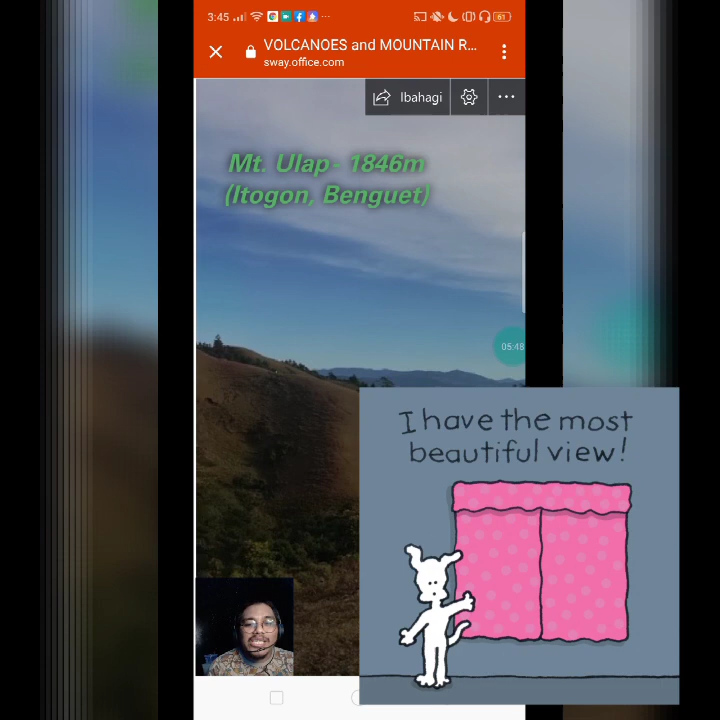 3:45
61
VOLCANOES and MOUNTAIN R...
sway.office.com
Ibahagi
Mt. Ulap - 1846m
(Itogon, Benguet)
05:48
I have the most
beautiful view!